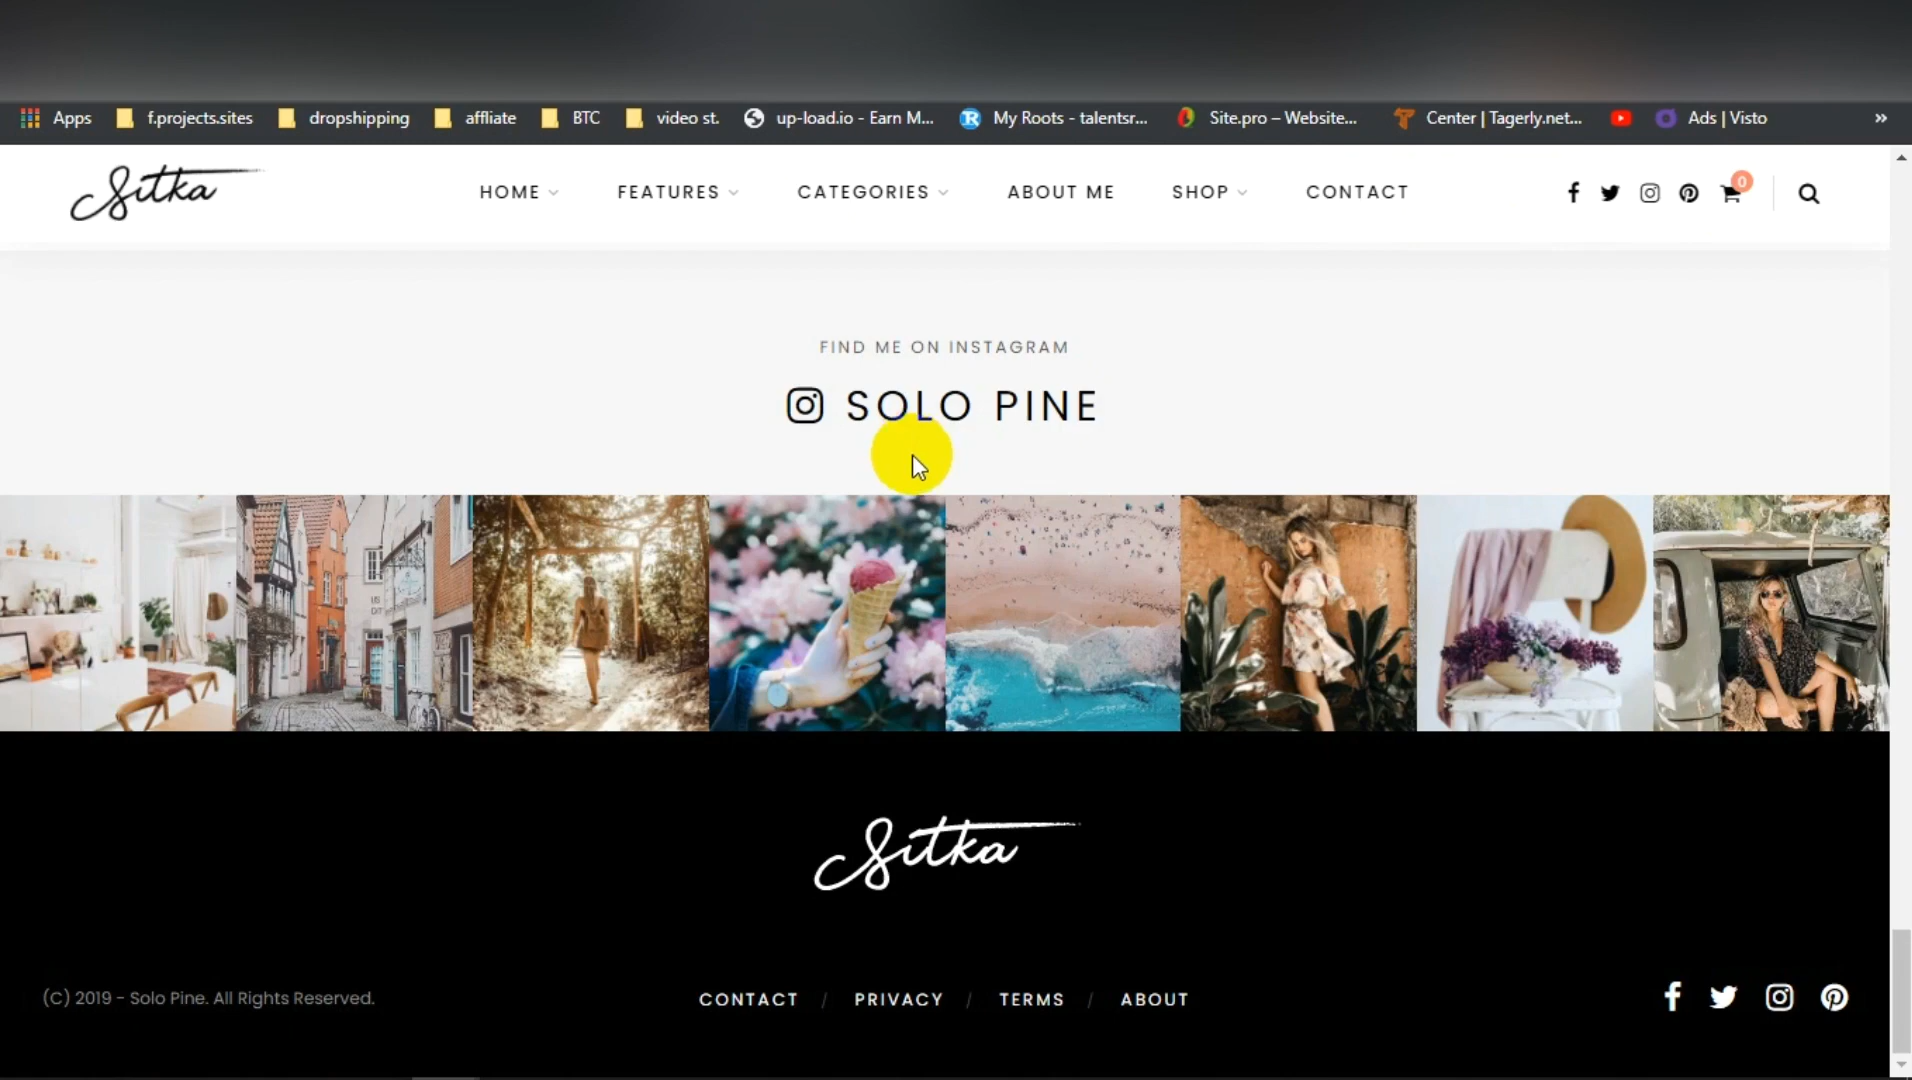 Apps f.projects.sites dropshipping affliate BTC video st. up-load.io - Earn M... My Roots - talentsr... Site.pro – Website... Center | Tagerly.net... Ads | Visto »
Sitka HOME FEATURES CATEGORIES ABOUT ME SHOP CONTACT 0
FIND ME ON INSTAGRAM
SOLO PINE
Sitka
(C) 2019 - Solo Pine. All Rights Reserved. CONTACT / PRIVACY / TERMS / ABOUT